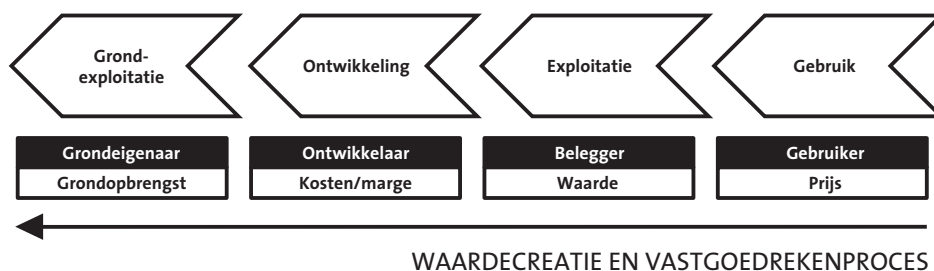 Grond-
exploitatie
Ontwikkeling
Exploitatie
Gebruik
Grondeigenaar
Ontwikkelaar
Belegger
Gebruiker
Grondopbrengst
Kosten/marge
Waarde
Prijs
WAARDECREATIE EN VASTGOEDREKENPROCES